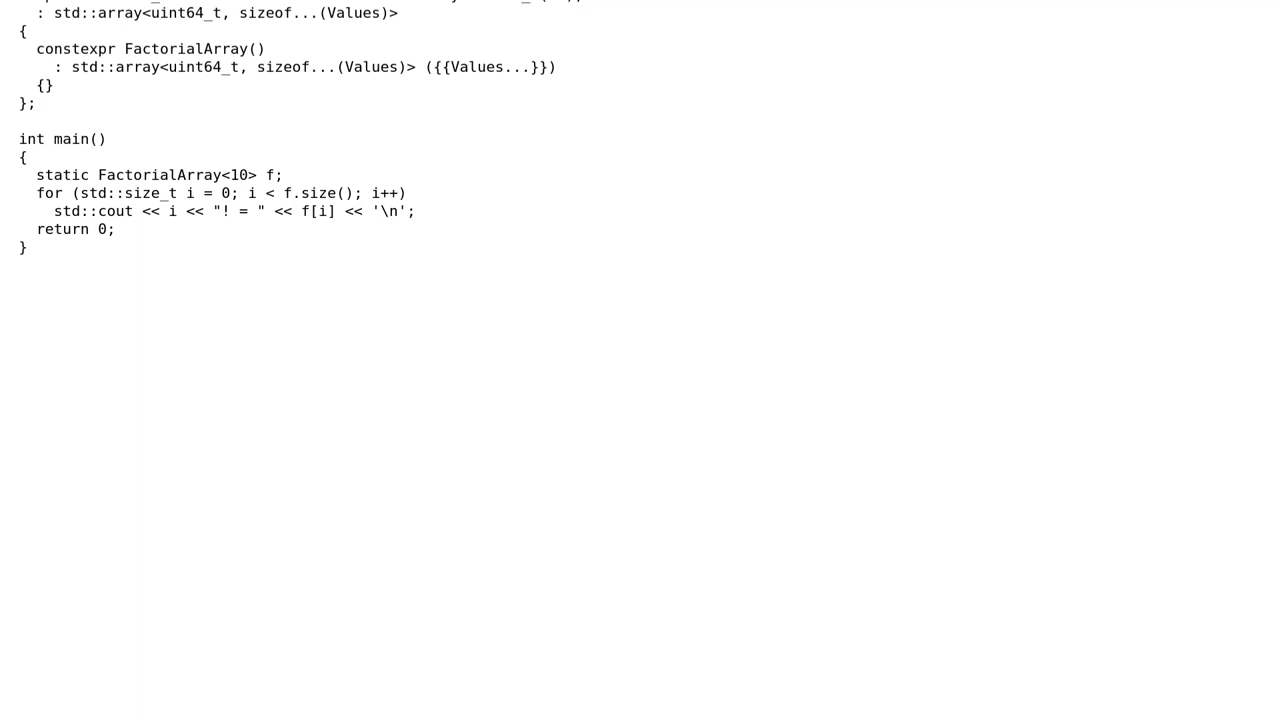 : std::array<uint64_t, sizeof...(Values)>
{
  constexpr FactorialArray()
    : std::array<uint64_t, sizeof...(Values)> ({{Values...}})
  {}
};

int main()
{
  static FactorialArray<10> f;
  for (std::size_t i = 0; i < f.size(); i++)
    std::cout << i << "! = " << f[i] << '\n';
  return 0;
}